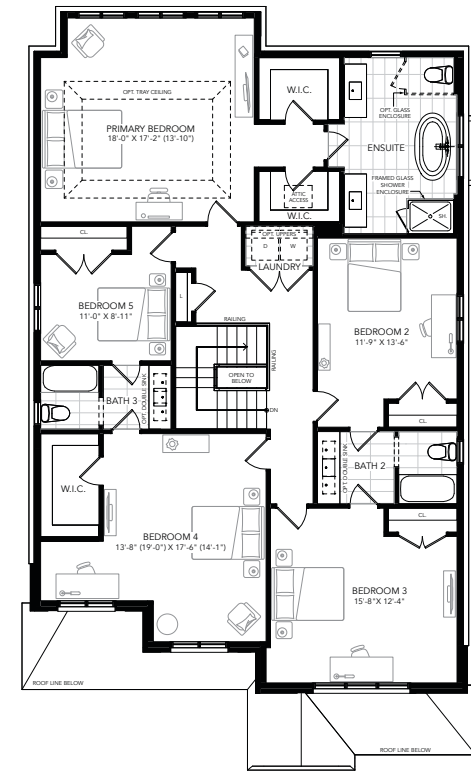 W.I.C.
OPT. TRAY CEILING
OPT. GLASS
ENCLOSURE
PRIMARY BEDROOM
18'-0" X 17'-2" (13'-10")
ENSUITE
FRAMED GLASS
SHOWER
ENCLOSURE
ATTIC
ACCESS
W.I.C.
SH.
CL
OPT. UPPERS
D
W
LAUNDRY
BEDROOM 5
11'-0" X 8'-11"
L
RAILING
BEDROOM 2
11'-9" X 13'-6"
RAILING
OPEN TO
BELOW
BATH 3
OPT. DOUBLE SINK
DN
CL
W.I.C.
OPT. DOUBLE SINK
BATH 2
CL
BEDROOM 4
13'-8" (19'-0") X 17'-6" (14'-1")
BEDROOM 3
15'-8" X 12'-4"
ROOF LINE BELOW
ROOF LINE BELOW